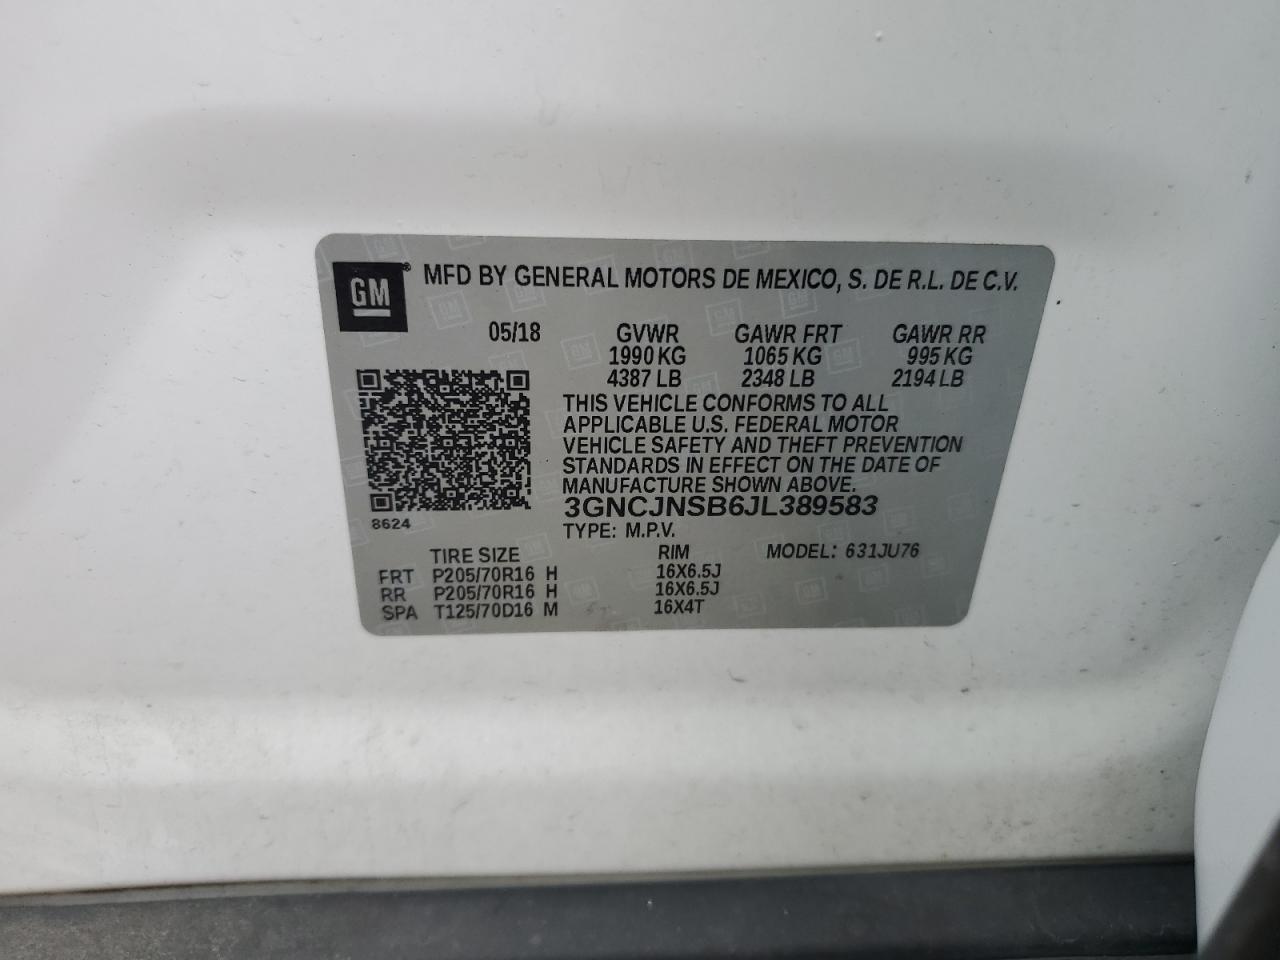 GM ® MFD BY GENERAL MOTORS DE MEXICO, S. DE R.L. DE C.V.
05/18 GVWR GAWR FRT GAWR RR
1990 KG 1065 KG 995 KG
4387 LB 2348 LB 2194 LB
THIS VEHICLE CONFORMS TO ALL
APPLICABLE U.S. FEDERAL MOTOR
VEHICLE SAFETY AND THEFT PREVENTION
STANDARDS IN EFFECT ON THE DATE OF
MANUFACTURE SHOWN ABOVE.
3GNCJNSB6JL389583
8624
TYPE: M.P.V.
TIRE SIZE RIM MODEL: 631JU76
FRT P205/70R16 H 16X6.5J
RR P205/70R16 H 16X6.5J
SPA T125/70D16 M 16X4T